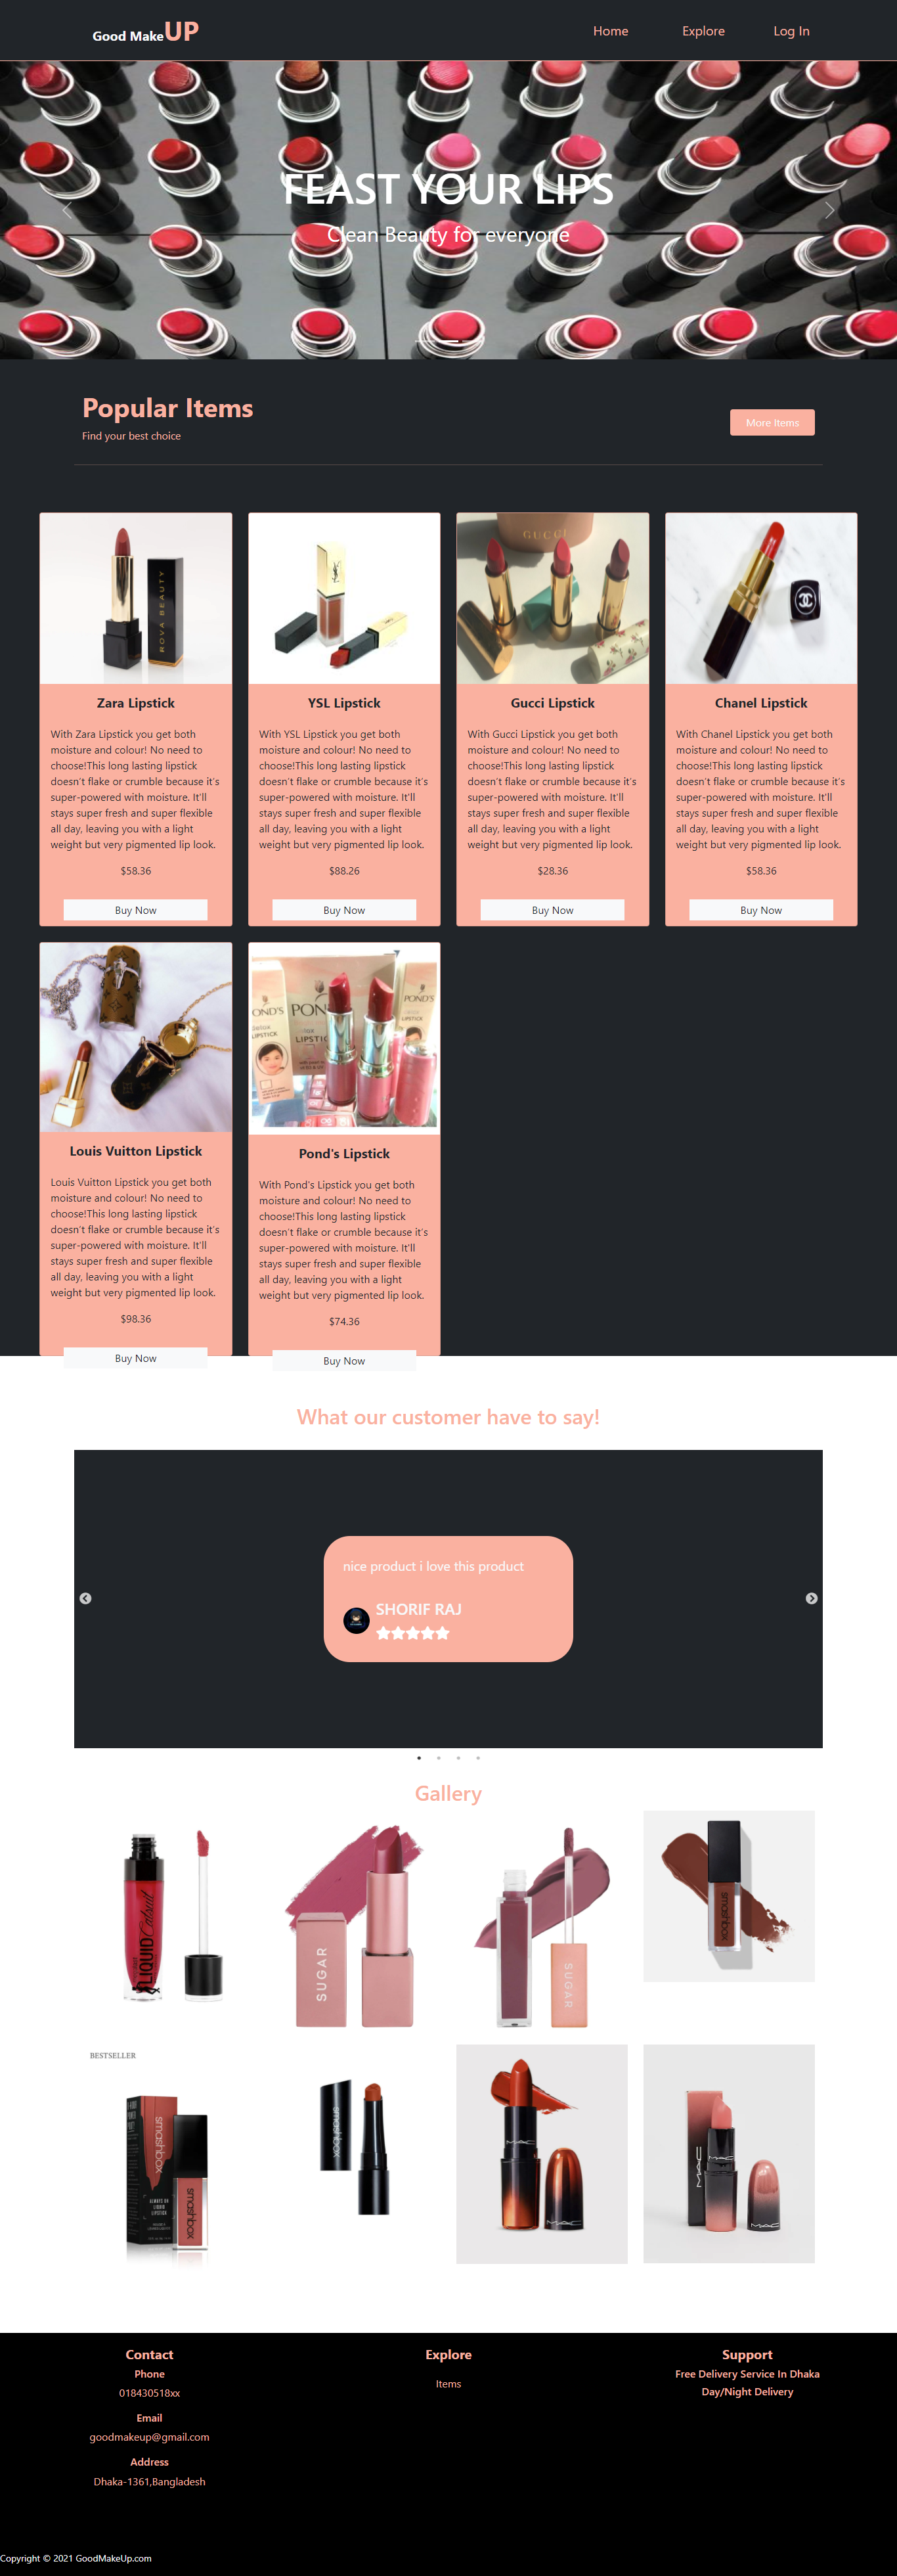 Good MakeUP
Home Explore Log In
FEAST YOUR LIPS
Clean Beauty for everyone
Popular Items
Find your best choice
More Items
ROVA BEAUTY
GUCCI
Zara Lipstick
With Zara Lipstick you get both
moisture and colour! No need to
choose!This long lasting lipstick
doesn't flake or crumble because it's
super-powered with moisture. It'll
stays super fresh and super flexible
all day, leaving you with a light
weight but very pigmented lip look.
$58.36
Buy Now
YSL Lipstick
With YSL Lipstick you get both
moisture and colour! No need to
choose!This long lasting lipstick
doesn't flake or crumble because it's
super-powered with moisture. It'll
stays super fresh and super flexible
all day, leaving you with a light
weight but very pigmented lip look.
$88.26
Buy Now
Gucci Lipstick
With Gucci Lipstick you get both
moisture and colour! No need to
choose!This long lasting lipstick
doesn't flake or crumble because it's
super-powered with moisture. It'll
stays super fresh and super flexible
all day, leaving you with a light
weight but very pigmented lip look.
$28.36
Buy Now
Chanel Lipstick
With Chanel Lipstick you get both
moisture and colour! No need to
choose!This long lasting lipstick
doesn't flake or crumble because it's
super-powered with moisture. It'll
stays super fresh and super flexible
all day, leaving you with a light
weight but very pigmented lip look.
$58.36
Buy Now
Louis Vuitton Lipstick
Louis Vuitton Lipstick you get both
moisture and colour! No need to
choose!This long lasting lipstick
doesn't flake or crumble because it's
super-powered with moisture. It'll
stays super fresh and super flexible
all day, leaving you with a light
weight but very pigmented lip look.
$98.36
Buy Now
OND'S
PON
POND'S
LIPSTICK
LIPSTIC
Pond's Lipstick
With Pond's Lipstick you get both
moisture and colour! No need to
choose!This long lasting lipstick
doesn't flake or crumble because it's
super-powered with moisture. It'll
stays super fresh and super flexible
all day, leaving you with a light
weight but very pigmented lip look.
$74.36
Buy Now
What our customer have to say!
nice product i love this product
SHORIF RAJ
Gallery
LIQUID Catsuit
SUGAR
SUGAR
smashbox
BESTSELLER
smashbox
smashbox
ALWAYS ON
LIQUID
LIPSTICK
smashbox
MAC
MAC
MAC
MAC
MAC
Contact
Phone
018430518xx
Email
goodmakeup@gmail.com
Address
Dhaka-1361,Bangladesh
Explore
Items
Support
Free Delivery Service In Dhaka
Day/Night Delivery
Copyright © 2021 GoodMakeUp.com